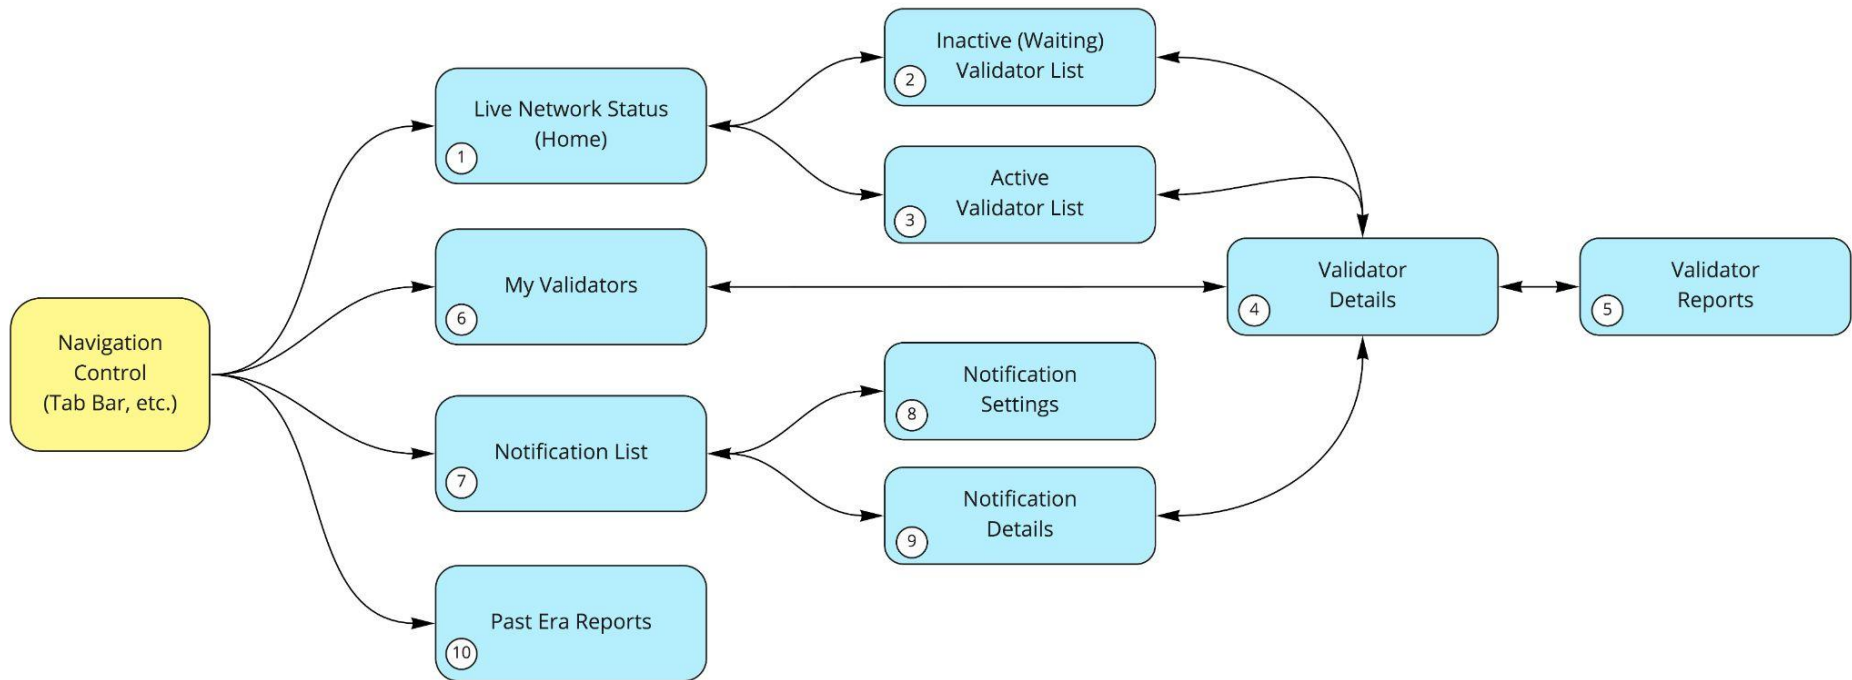 Navigation
Control
(Tab Bar, etc.)
Live Network Status
(Home)
1
Inactive (Waiting)
Validator List
2
Active
Validator List
3
My Validators
6
Validator
Details
4
Validator
Reports
5
Notification List
7
Notification
Settings
8
Notification
Details
9
Past Era Reports
10